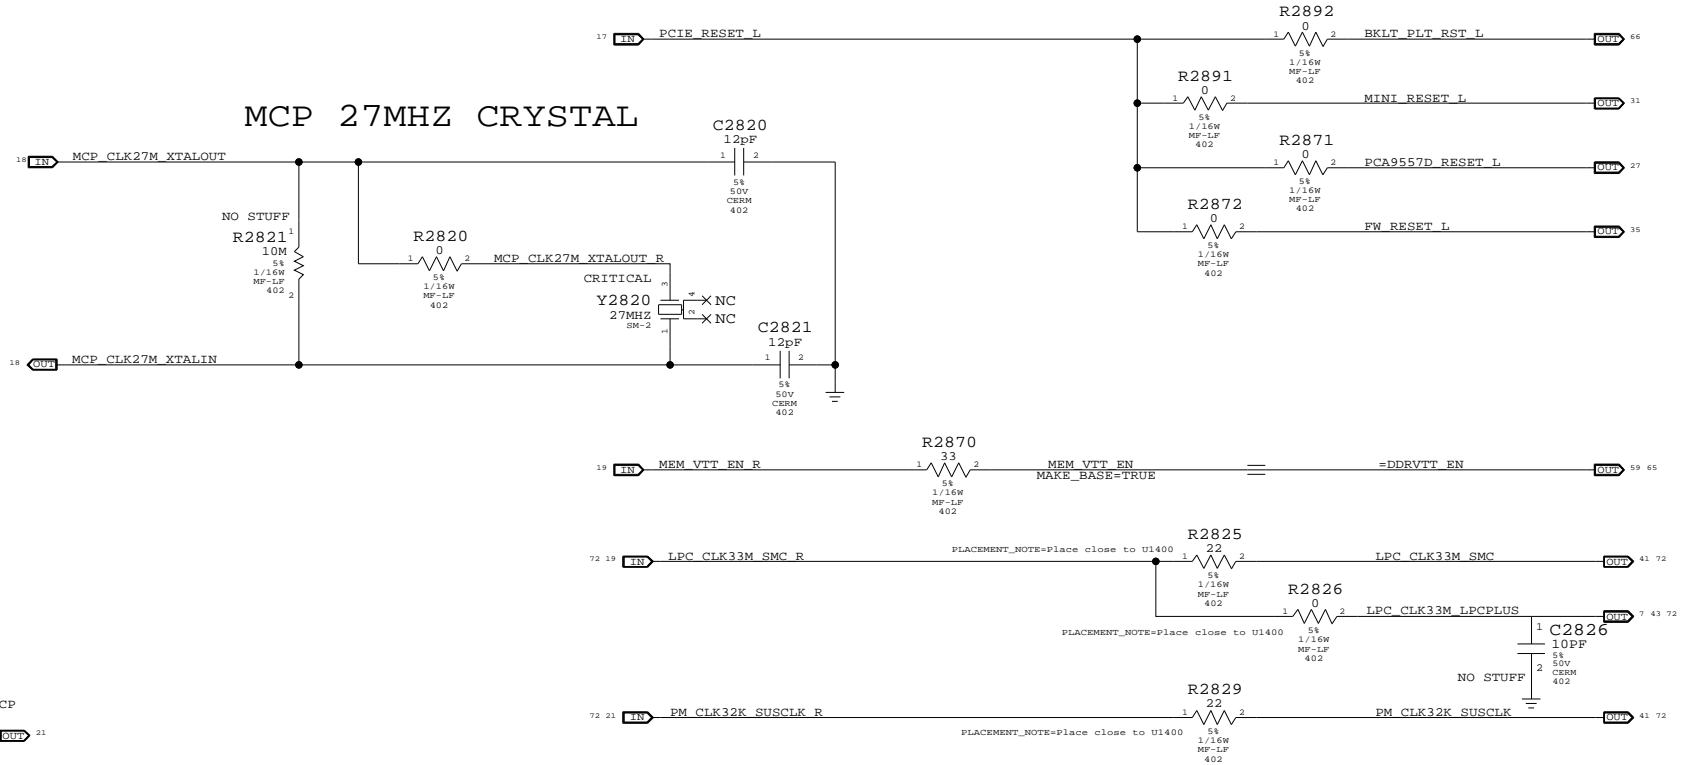 R2892
0
17 IN PCIE_RESET_L 1 2 BKLT_PLT_RST_L OUT 66
5%
1/16W
MF-LF
402
R2891
0
1 2 MINI_RESET_L OUT 31
5%
1/16W
MF-LF
402
MCP 27MHZ CRYSTAL
C2820
12pF
18 IN MCP_CLK27M_XTALOUT 1 2
5%
50V
CERM
402
R2871
0
1 2 PCA9557D_RESET_L OUT 27
5%
1/16W
MF-LF
402
R2872
0
1 2 FW_RESET_L OUT 35
5%
1/16W
MF-LF
402
NO STUFF
1
R2821
10M
5%
1/16W
MF-LF
402
2
R2820
0
1 2 MCP_CLK27M_XTALOUT_R
5%
1/16W
MF-LF
402
CRITICAL
3
Y2820
27MHZ
SM-2
4 NC
2 NC
1
C2821
12pF
18 OUT MCP_CLK27M_XTALIN 1 2
5%
50V
CERM
402
R2870
33
19 IN MEM_VTT_EN_R 1 2 MEM_VTT_EN =DDRVTT_EN OUT 59 65
MAKE_BASE=TRUE
5%
1/16W
MF-LF
402
R2825
PLACEMENT_NOTE=Place close to U1400
22
72 19 IN LPC_CLK33M_SMC_R 1 2 LPC_CLK33M_SMC OUT 41 72
5%
1/16W
MF-LF
402
R2826
0
1 2 LPC_CLK33M_LPCPLUS OUT 7 43 72
PLACEMENT_NOTE=Place close to U1400
5%
1/16W
MF-LF
402
1
C2826
10PF
5%
50V
CERM
402
2
NO STUFF
R2829
22
72 21 IN PM_CLK32K_SUSCLK_R 1 2 PM_CLK32K_SUSCLK OUT 41 72
PLACEMENT_NOTE=Place close to U1400
5%
1/16W
MF-LF
402
CP
OUT 21